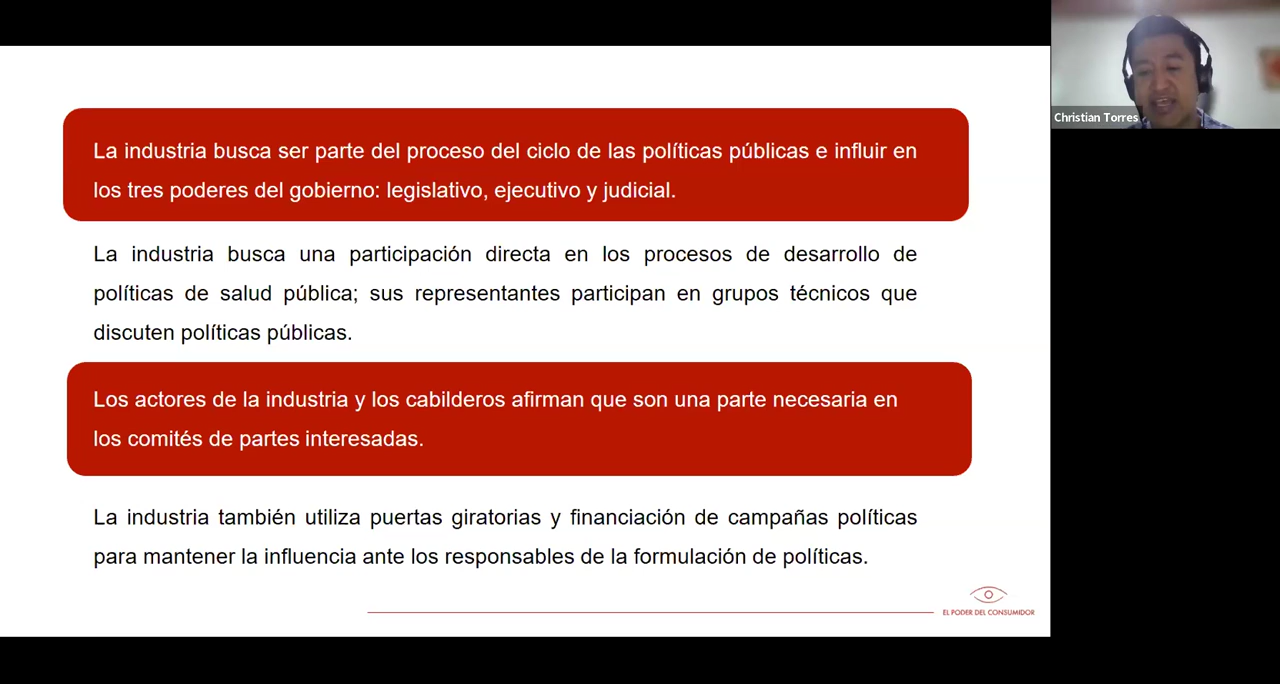 La industria busca ser parte del proceso del ciclo de las políticas públicas e influir en
los tres poderes del gobierno: legislativo, ejecutivo y judicial.
La industria busca una participación directa en los procesos de desarrollo de
políticas de salud pública; sus representantes participan en grupos técnicos que
discuten políticas públicas.
Los actores de la industria y los cabilderos afirman que son una parte necesaria en
los comités de partes interesadas.
La industria también utiliza puertas giratorias y financiación de campañas políticas
para mantener la influencia ante los responsables de la formulación de políticas.
EL PODER DEL CONSUMIDOR
Christian Torres